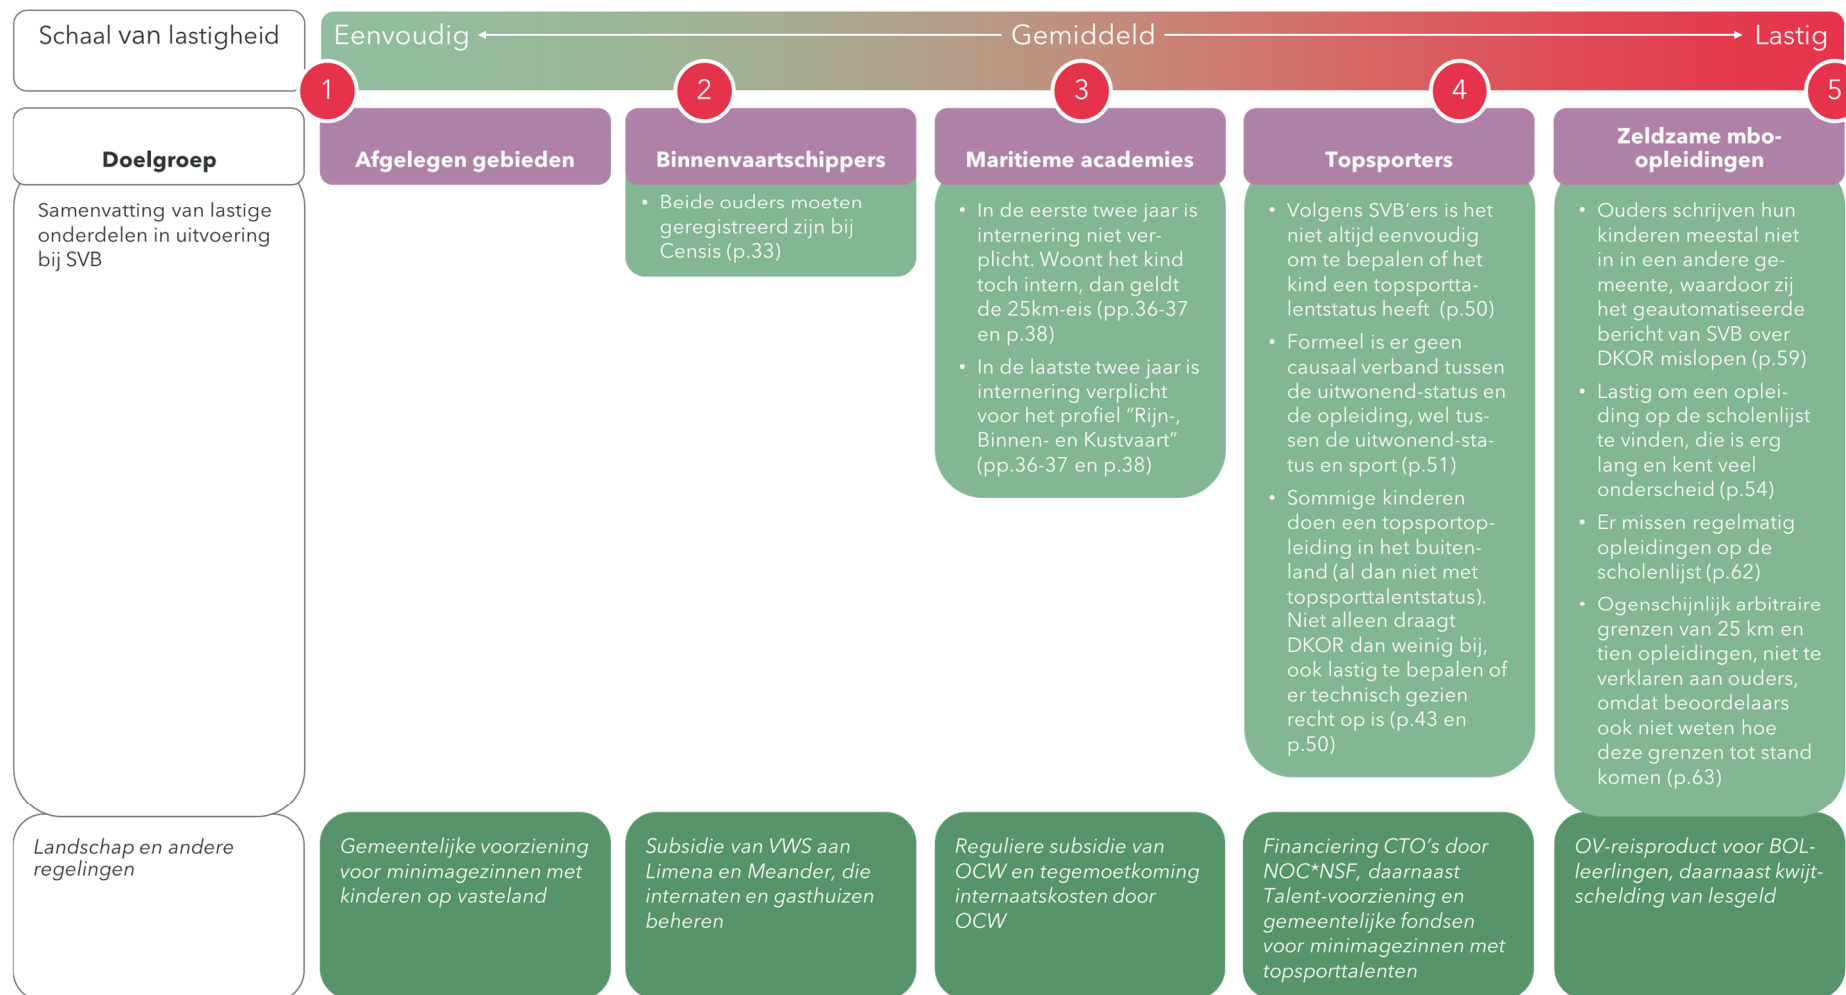 Schaal van lastigheid
Eenvoudig
Gemiddeld
Lastig
1
2
3
4
5
Doelgroep
Afgelegen gebieden
Binnenvaartschippers
Maritieme academies
Topsporters
Zeldzame mbo-
opleidingen
Samenvatting van lastige
onderdelen in uitvoering
bij SVB
• Beide ouders moeten
geregistreerd zijn bij
Censis (p.33)
• In de eerste twee jaar is
internering niet ver-
plicht. Woont het kind
toch intern, dan geldt
de 25km-eis (pp.36-37
en p.38)
• In de laatste twee jaar is
internering verplicht
voor het profiel “Rijn-,
Binnen- en Kustvaart”
(pp.36-37 en p.38)
• Volgens SVB‘ers is het
niet altijd eenvoudig
om te bepalen of het
kind een topsportta-
lentstatus heeft (p.50)
• Formeel is er geen
causaal verband tussen
de uitwonend-status en
de opleiding, wel tus-
sen de uitwonend-sta-
tus en sport (p.51)
• Sommige kinderen
doen een topsportop-
leiding in het buiten-
land (al dan niet met
topsporttalentstatus).
Niet alleen draagt
DKOR dan weinig bij,
ook lastig te bepalen of
er technisch gezien
recht op is (p.43 en
p.50)
• Ouders schrijven hun
kinderen meestal niet
in in een andere ge-
meente, waardoor zij
het geautomatiseerde
bericht van SVB over
DKOR mislopen (p.59)
• Lastig om een oplei-
ding op de scholenlijst
te vinden, die is erg
lang en kent veel
onderscheid (p.54)
• Er missen regelmatig
opleidingen op de
scholenlijst (p.62)
• Ogenschijnlijk arbitraire
grenzen van 25 km en
tien opleidingen, niet te
verklaren aan ouders,
omdat beoordelaars
ook niet weten hoe
deze grenzen tot stand
komen (p.63)
Landschap en andere
regelingen
Gemeentelijke voorziening
voor minimagezinnen met
kinderen op vasteland
Subsidie van VWS aan
Limena en Meander, die
internaten en gasthuizen
beheren
Reguliere subsidie van
OCW en tegemoetkoming
internaatskosten door
OCW
Financiering CTO’s door
NOC*NSF, daarnaast
Talent-voorziening en
gemeentelijke fondsen
voor minimagezinnen met
topsporttalenten
OV-reisproduct voor BOL-
leerlingen, daarnaast kwijt-
schelding van lesgeld